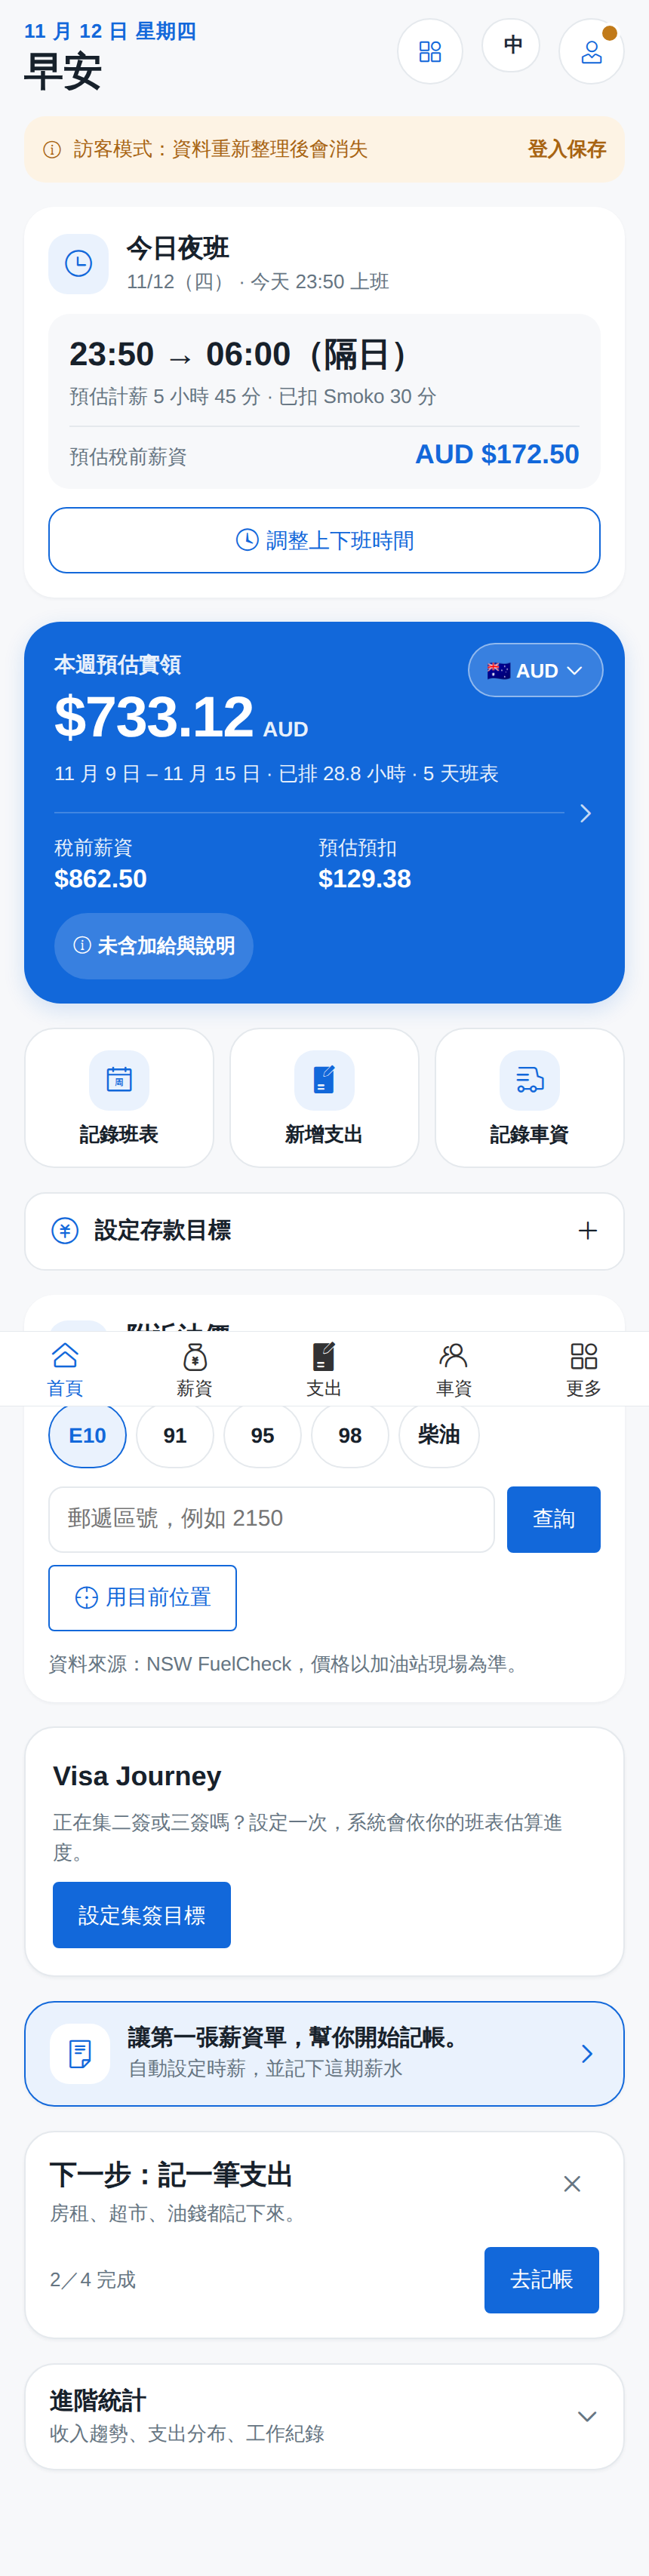 11 月 12 日 星期四
早安
中
訪客模式：資料重新整理後會消失
登入保存
今日夜班
11/12（四） · 今天 23:50 上班
23:50 → 06:00（隔日）
預估計薪 5 小時 45 分 · 已扣 Smoko 30 分
預估稅前薪資
AUD $172.50
調整上下班時間
本週預估實領
🇦🇺 AUD
$733.12 AUD
11 月 9 日 – 11 月 15 日 · 已排 28.8 小時 · 5 天班表
稅前薪資
預估預扣
$862.50
$129.38
未含加給與說明
周
記錄班表
新增支出
記錄車資
設定存款目標
首頁
薪資
支出
車資
更多
E10
91
95
98
柴油
郵遞區號，例如 2150
查詢
用目前位置
資料來源：NSW FuelCheck，價格以加油站現場為準。
Visa Journey
正在集二簽或三簽嗎？設定一次，系統會依你的班表估算進
度。
設定集簽目標
讓第一張薪資單，幫你開始記帳。
自動設定時薪，並記下這期薪水
下一步：記一筆支出
房租、超市、油錢都記下來。
2／4 完成
去記帳
進階統計
收入趨勢、支出分布、工作紀錄